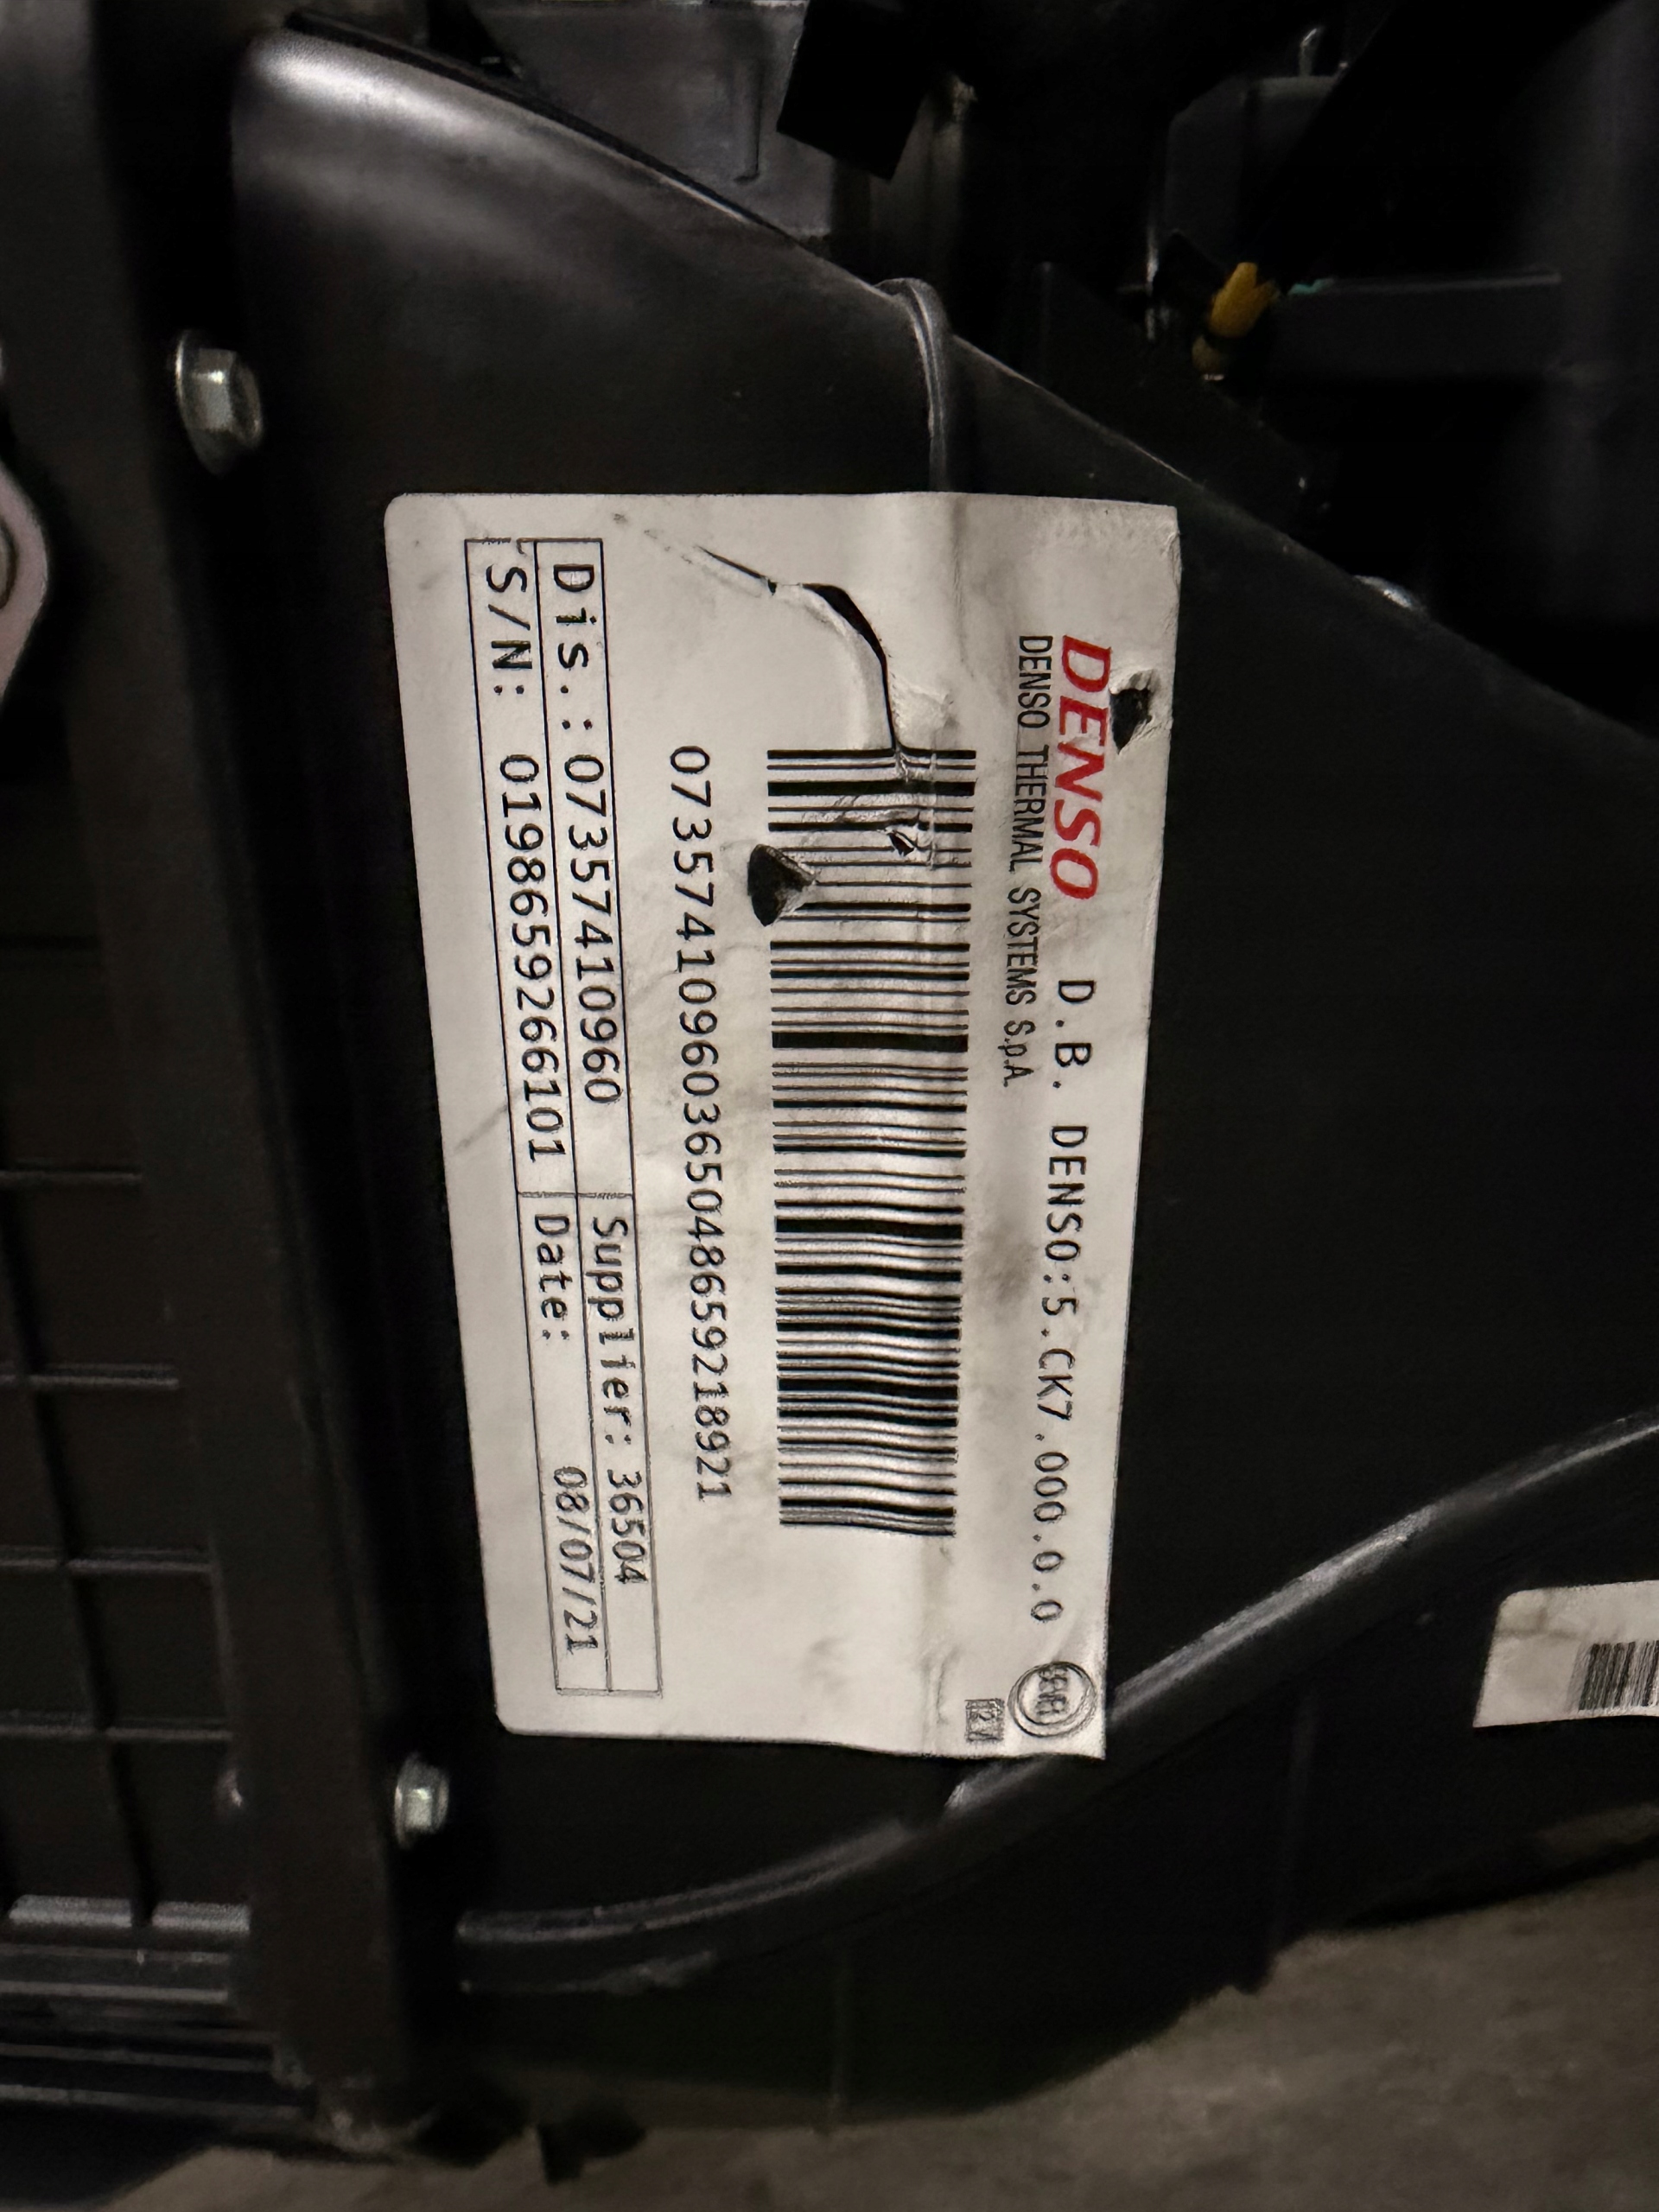 DENSO D.B. DENSO:5.CK7.000.0.0
DENSO THERMAL SYSTEMS S.p.A.
12V
07357410960365048659218921
Dis.:07357410960 Supplier: 36504
S/N: 0198659266101 Date: 08/07/21